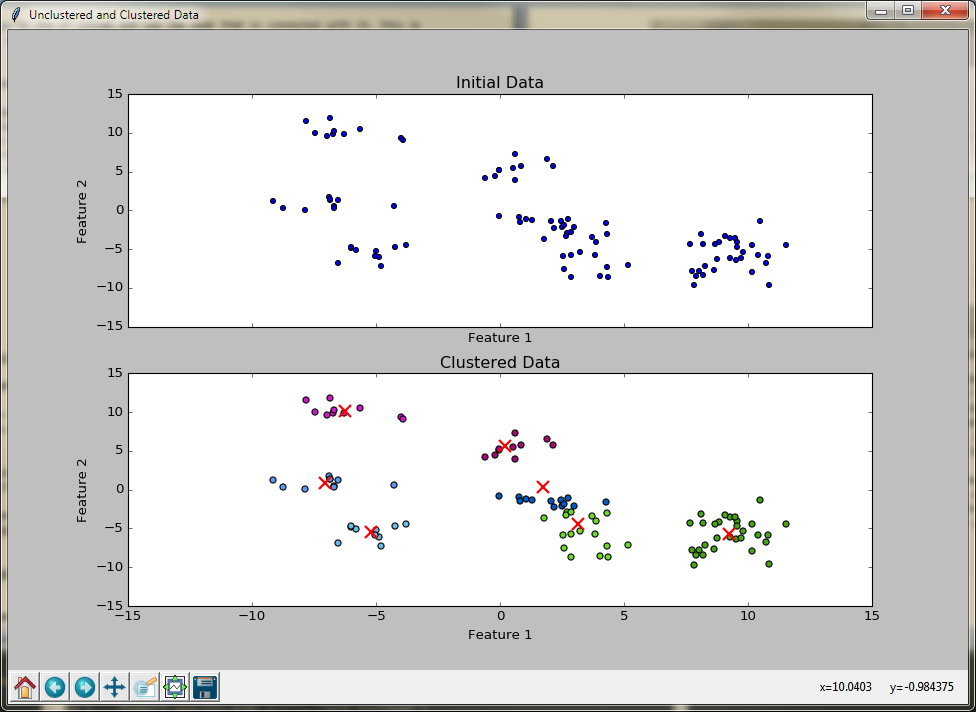 Unclustered and Clustered Data
Initial Data
15
10
5
0
−5
−10
−15
Feature 2
Feature 1
Clustered Data
15
10
5
0
−5
−10
−15
Feature 2
−15 −10 −5 0 5 10 15
Feature 1
x=10.0403 y=-0.984375